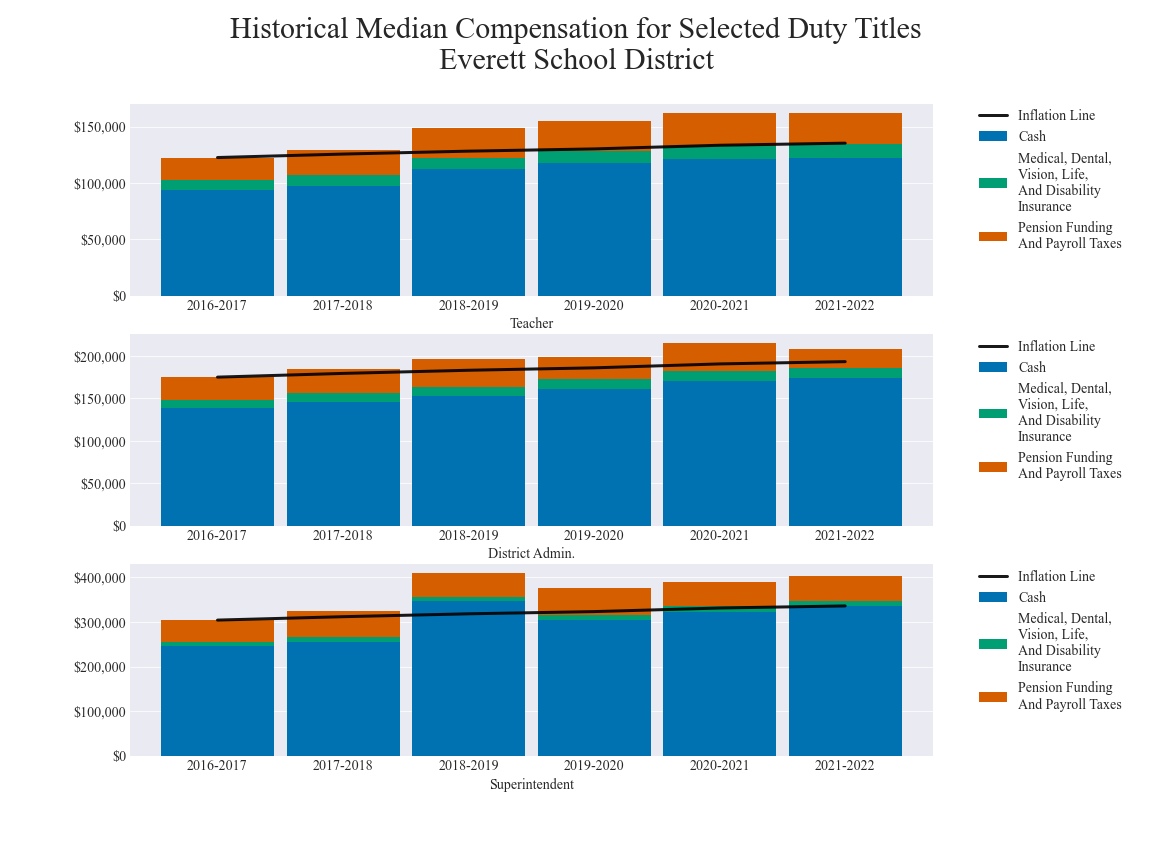 Historical Median Compensation for Selected Duty Titles
Everett School District
$150,000
$100,000
$50,000
$0
2016-2017 2017-2018 2018-2019 2019-2020 2020-2021 2021-2022
Teacher
Inflation Line
Cash
Medical, Dental,
Vision, Life,
And Disability
Insurance
Pension Funding
And Payroll Taxes
$200,000
$150,000
$100,000
$50,000
$0
2016-2017 2017-2018 2018-2019 2019-2020 2020-2021 2021-2022
District Admin.
Inflation Line
Cash
Medical, Dental,
Vision, Life,
And Disability
Insurance
Pension Funding
And Payroll Taxes
$400,000
$300,000
$200,000
$100,000
$0
2016-2017 2017-2018 2018-2019 2019-2020 2020-2021 2021-2022
Superintendent
Inflation Line
Cash
Medical, Dental,
Vision, Life,
And Disability
Insurance
Pension Funding
And Payroll Taxes